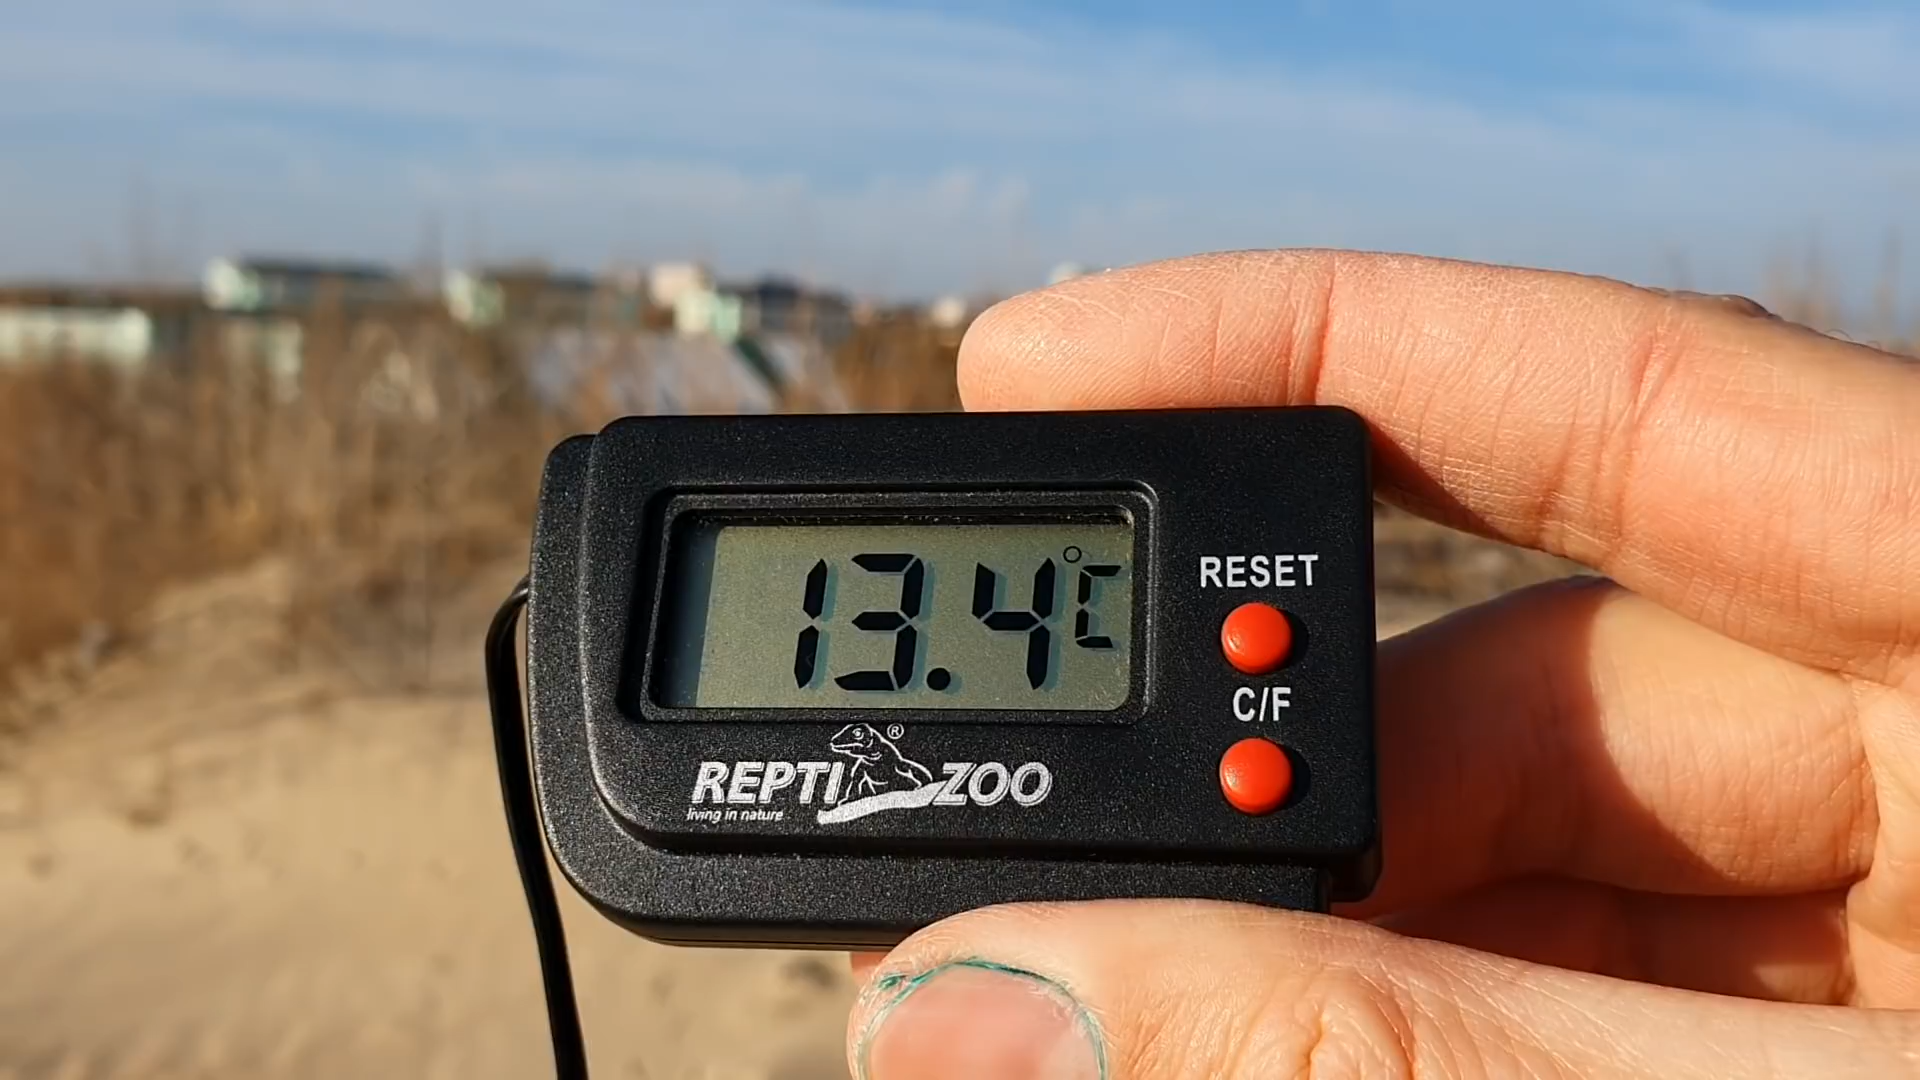 13.4°C
RESET
C/F
®
REPTI ZOO
living in nature